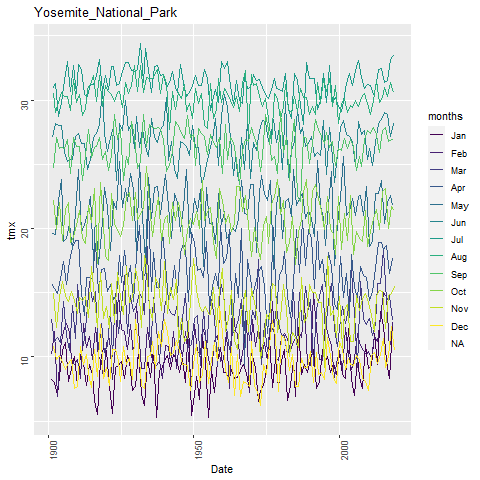 Yosemite_National_Park
tmx
30
20
10
1900
1950
2000
Date
months
Jan
Feb
Mar
Apr
May
Jun
Jul
Aug
Sep
Oct
Nov
Dec
NA